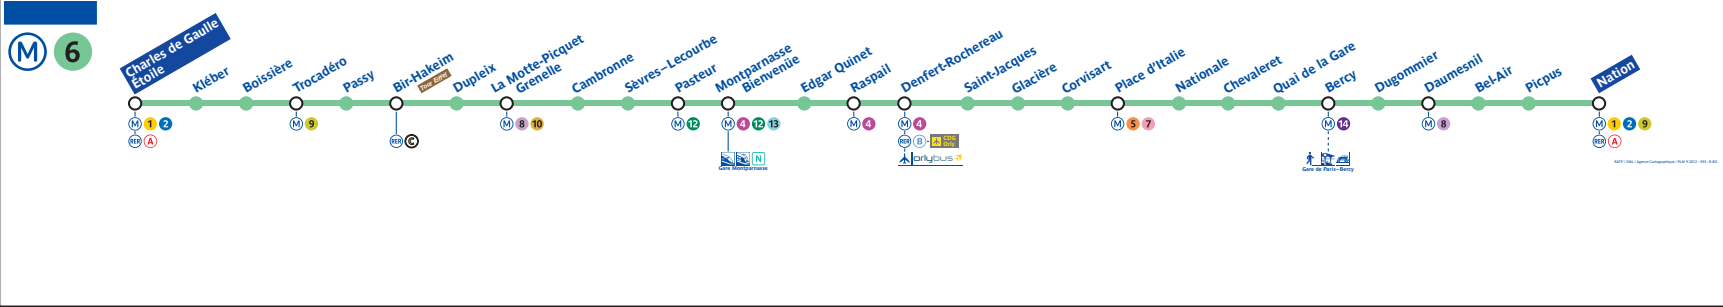 M 6
Charles de Gaulle
Étoile
Kléber
Boissière
Trocadéro
Passy
Bir-Hakeim
Tour Eiffel
Dupleix
La Motte-Picquet
Grenelle
Cambronne
Sèvres–Lecourbe
Pasteur
Montparnasse
Bienvenüe
Edgar Quinet
Raspail
Denfert-Rochereau
Saint-Jacques
Glacière
Corvisart
Place d'Italie
Nationale
Chevaleret
Quai de la Gare
Bercy
Dugommier
Daumesnil
Bel-Air
Picpus
Nation
M 1 2
RER A
M 9
RER C
M 8 10
M 12
M 4 12 13
N
Gare Montparnasse
M 4
M 4
RER B - CDG
Orly
orlybus
M 5 7
M 14
Gare de Paris–Bercy
M 8
M 1 2 9
RER A